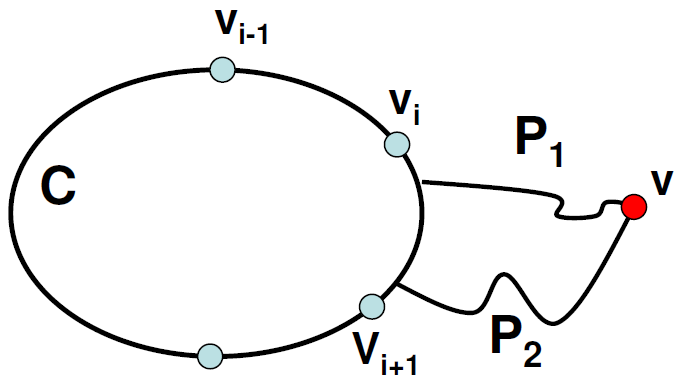 v_{i-1}
v_i
P_1
C
v
P_2
V_{i+1}